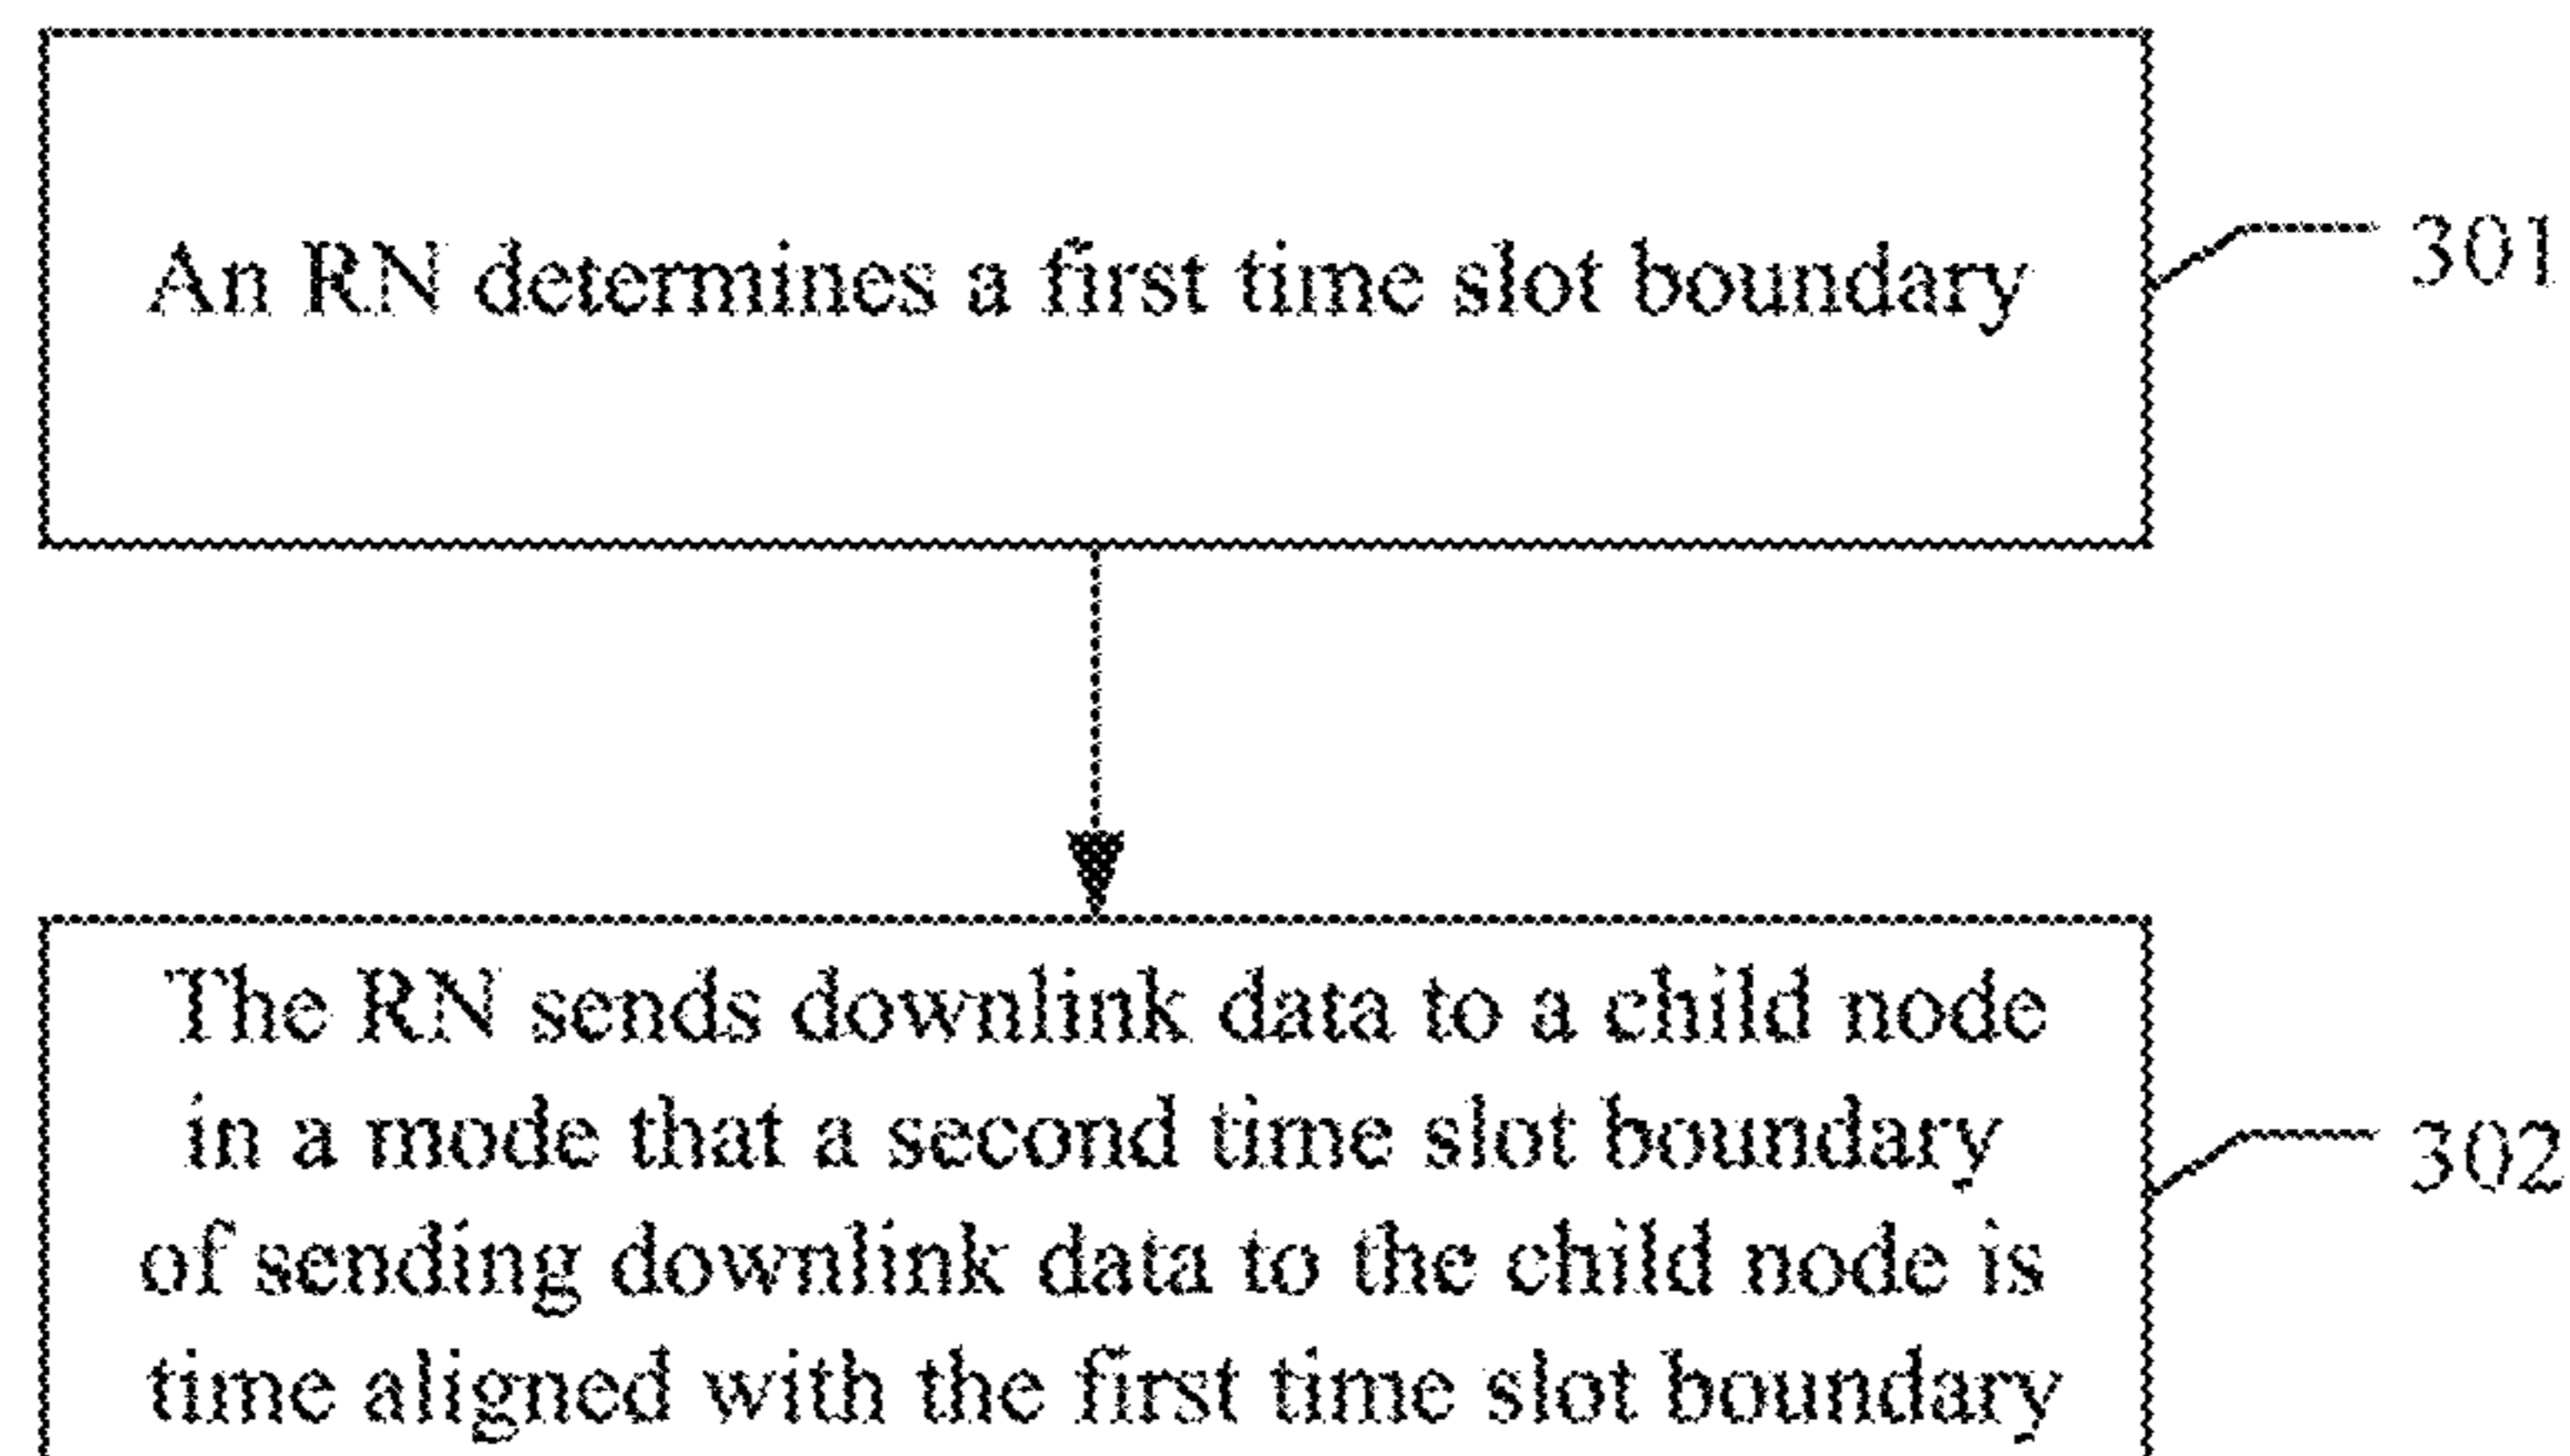 An RN determines a first time slot boundary
301
The RN sends downlink data to a child node
in a mode that a second time slot boundary
of sending downlink data to the child node is
time aligned with the first time slot boundary
302